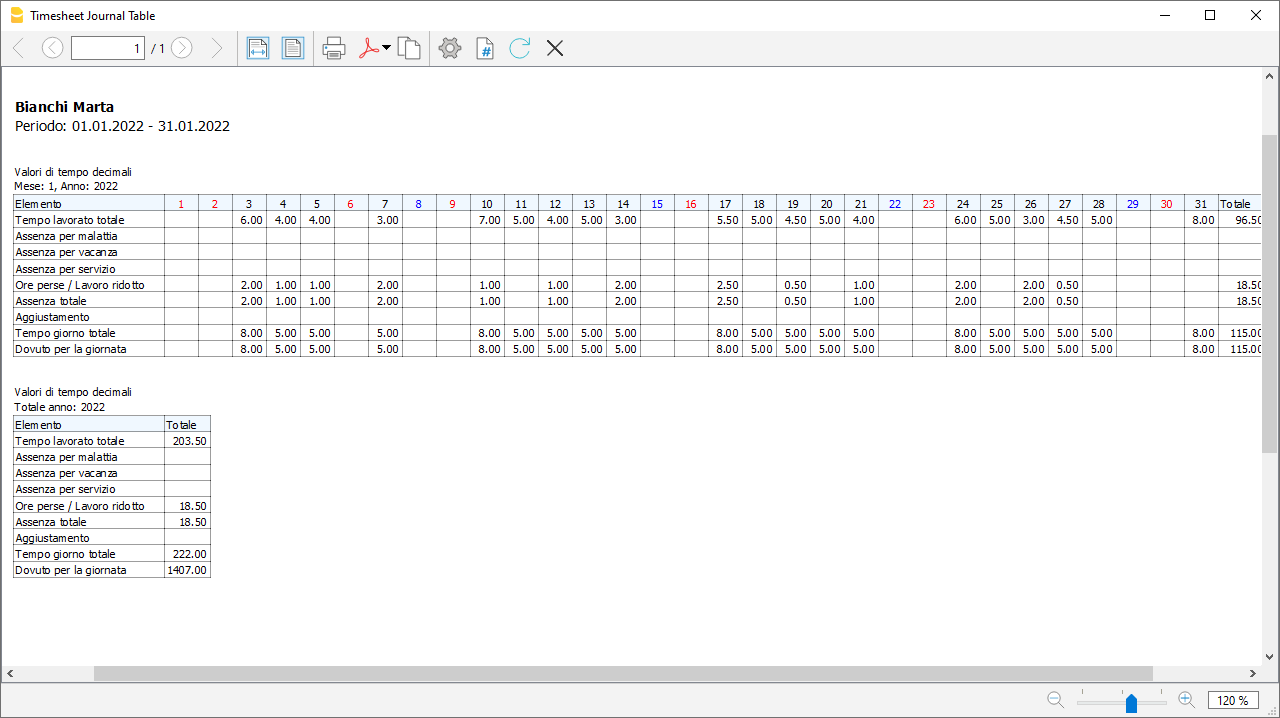 Timesheet Journal Table
1 / 1
#
Bianchi Marta
Periodo: 01.01.2022 - 31.01.2022
Valori di tempo decimali
Mese: 1, Anno: 2022
Elemento 1 2 3 4 5 6 7 8 9 10 11 12 13 14 15 16 17 18 19 20 21 22 23 24 25 26 27 28 29 30 31 Totale
Tempo lavorato totale 6.00 4.00 4.00 3.00 7.00 5.00 4.00 5.00 3.00 5.50 5.00 4.50 5.00 4.00 6.00 5.00 3.00 4.50 5.00 8.00 96.50
Assenza per malattia
Assenza per vacanza
Assenza per servizio
Ore perse / Lavoro ridotto 2.00 1.00 1.00 2.00 1.00 1.00 2.00 2.50 0.50 1.00 2.00 2.00 0.50 18.50
Assenza totale 2.00 1.00 1.00 2.00 1.00 1.00 2.00 2.50 0.50 1.00 2.00 2.00 0.50 18.50
Aggiustamento
Tempo giorno totale 8.00 5.00 5.00 5.00 8.00 5.00 5.00 5.00 5.00 8.00 5.00 5.00 5.00 5.00 8.00 5.00 5.00 5.00 5.00 8.00 115.00
Dovuto per la giornata 8.00 5.00 5.00 5.00 8.00 5.00 5.00 5.00 5.00 8.00 5.00 5.00 5.00 5.00 8.00 5.00 5.00 5.00 5.00 8.00 115.00
Valori di tempo decimali
Totale anno: 2022
Elemento Totale
Tempo lavorato totale 203.50
Assenza per malattia
Assenza per vacanza
Assenza per servizio
Ore perse / Lavoro ridotto 18.50
Assenza totale 18.50
Aggiustamento
Tempo giorno totale 222.00
Dovuto per la giornata 1407.00
120 %